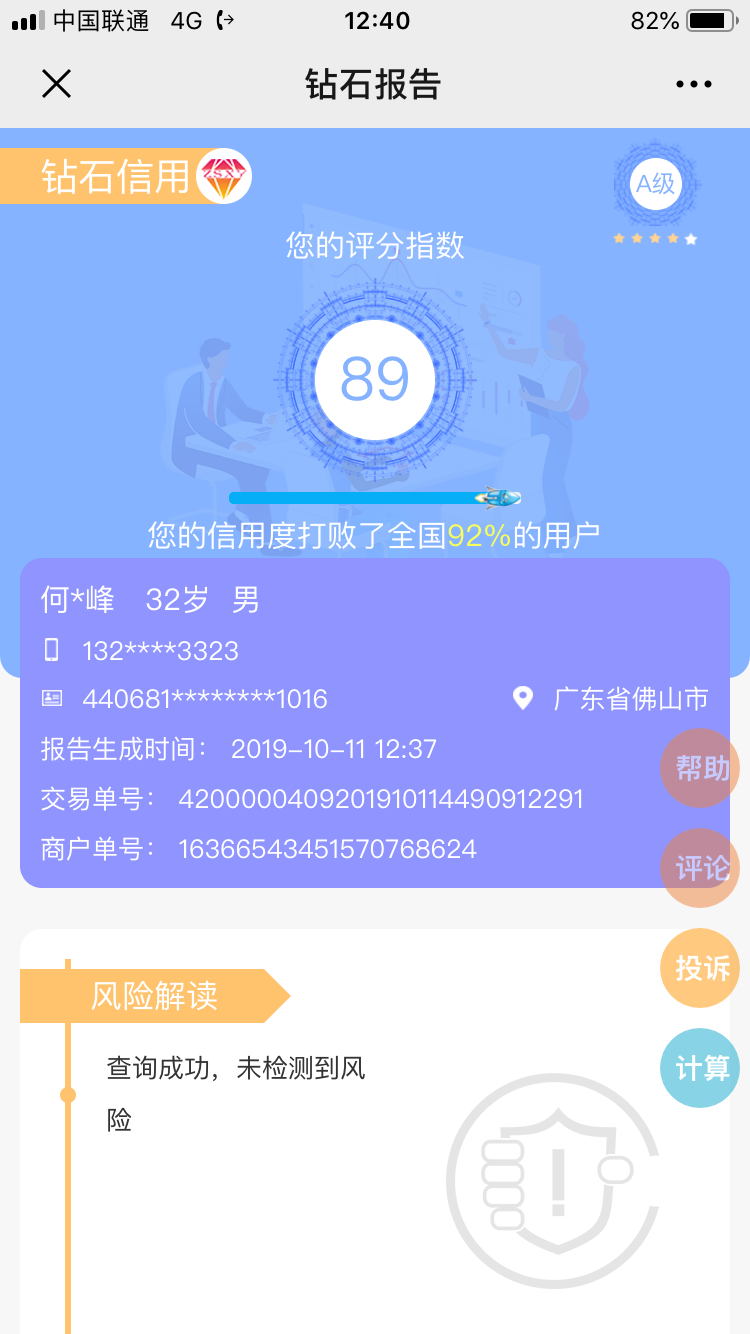 中国联通 4G 12:40 82%
钻石报告
钻石信用
A级
您的评分指数
89
您的信用度打败了全国92%的用户
何*峰 32岁 男
132****3323
440681********1016 广东省佛山市
报告生成时间： 2019-10-11 12:37
交易单号： 4200000409201910114490912291
商户单号： 16366543451570768624
帮助
评论
投诉
计算
风险解读
查询成功，未检测到风
险